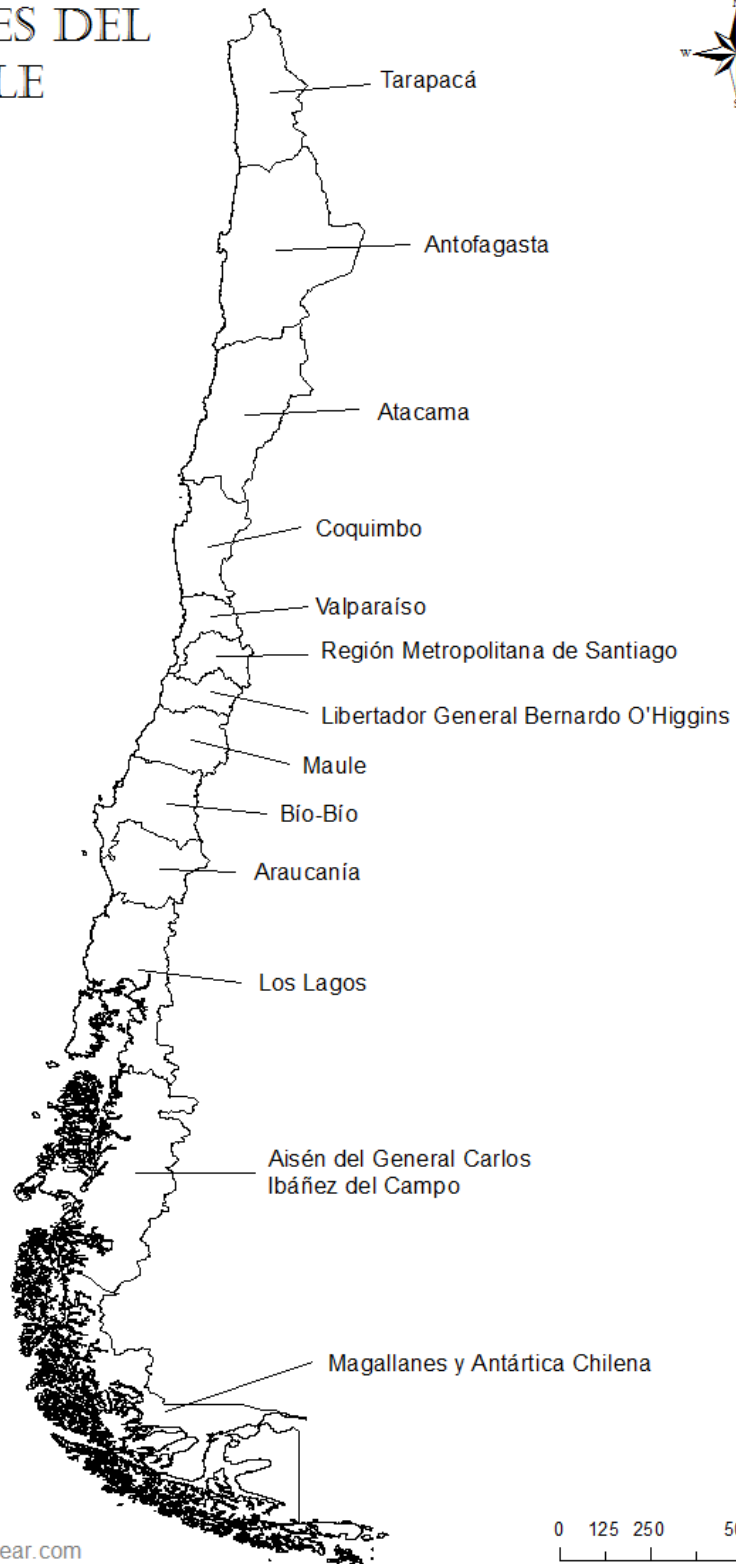 ES DEL
LE
W
S
Tarapacá
Antofagasta
Atacama
Coquimbo
Valparaíso
Región Metropolitana de Santiago
Libertador General Bernardo O'Higgins
Maule
Bío-Bío
Araucanía
Los Lagos
Aisén del General Carlos
Ibáñez del Campo
Magallanes y Antártica Chilena
0 125 250 50
ear.com